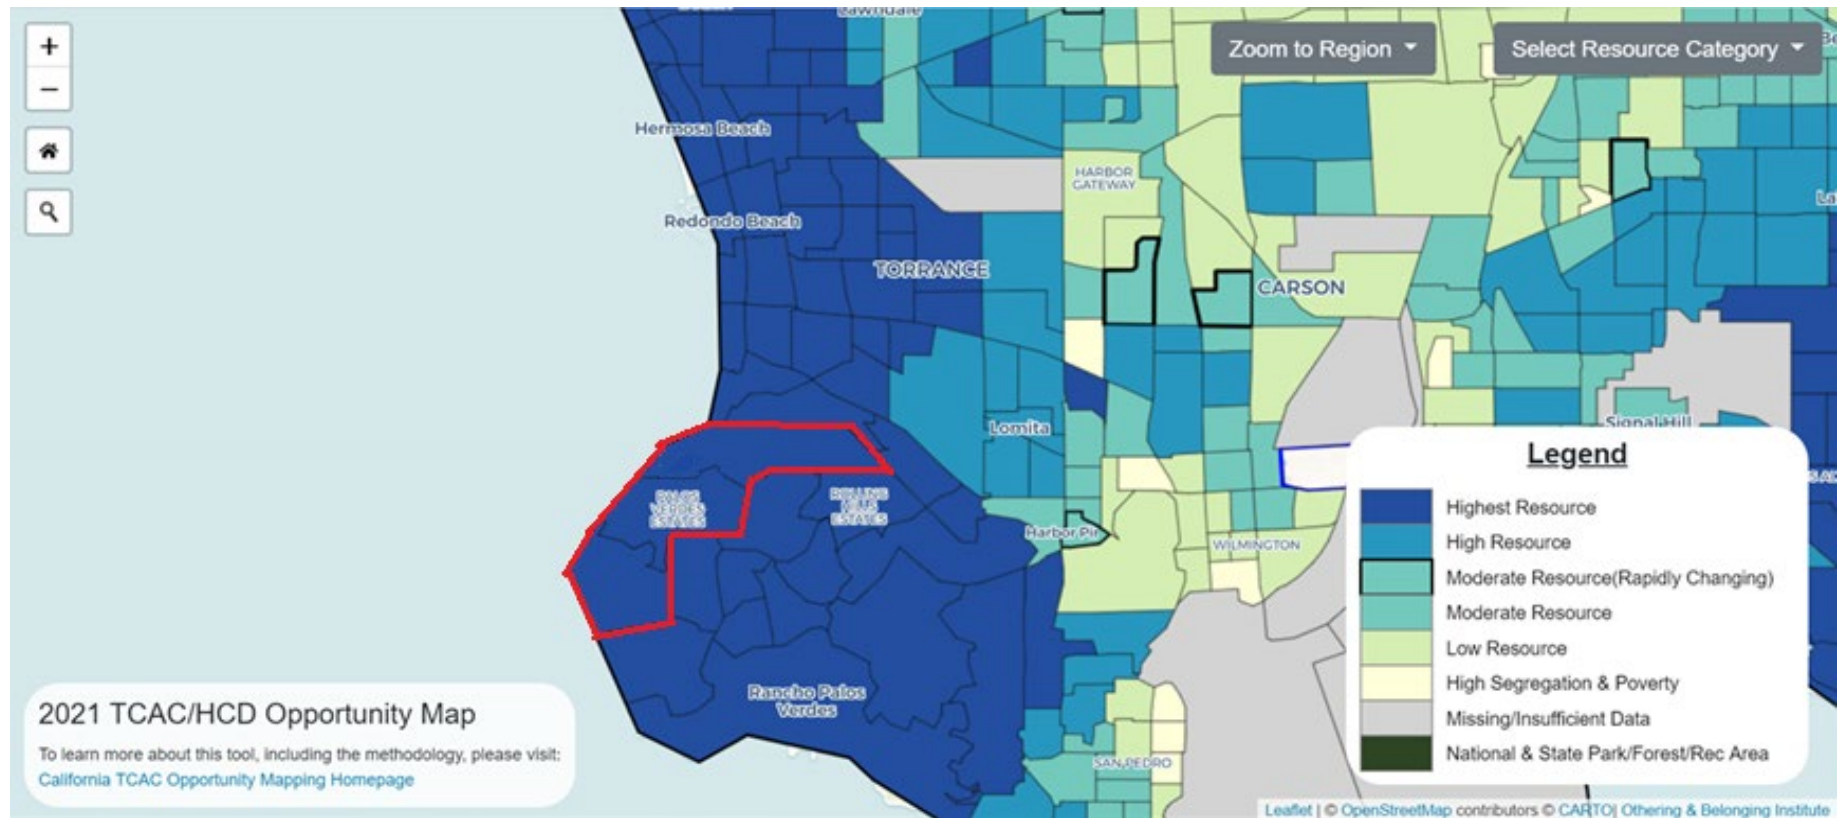 +
−
Lawndale
Zoom to Region
Select Resource Category
Hermosa Beach
HARBOR
GATEWAY
Redondo Beach
TORRANCE
CARSON
Lomita
Signal Hill
PALOS
VERDES
ESTATES
ROLLING
HILLS
ESTATES
WILMINGTON
Rancho Palos
Verdes
SAN PEDRO
Legend
Highest Resource
High Resource
Moderate Resource(Rapidly Changing)
Moderate Resource
Low Resource
High Segregation & Poverty
Missing/Insufficient Data
National & State Park/Forest/Rec Area
2021 TCAC/HCD Opportunity Map
To learn more about this tool, including the methodology, please visit:
California TCAC Opportunity Mapping Homepage
Leaflet | © OpenStreetMap contributors © CARTO| Othering & Belonging Institute